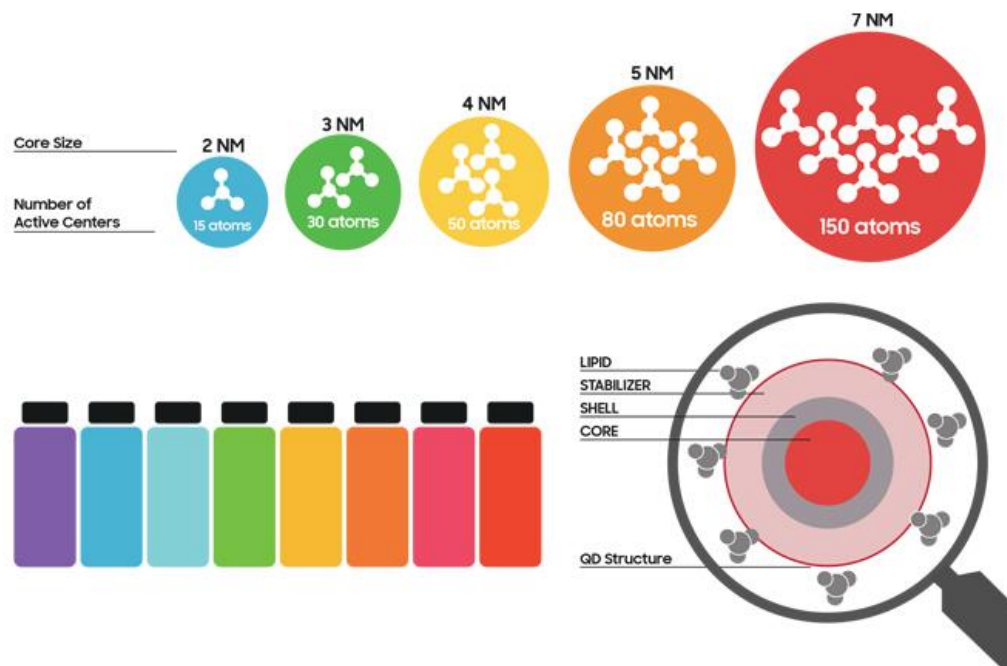 7 NM
5 NM
4 NM
3 NM
2 NM
Core Size
Number of
Active Centers
15 atoms
30 atoms
50 atoms
80 atoms
150 atoms
LIPID
STABILIZER
SHELL
CORE
QD Structure